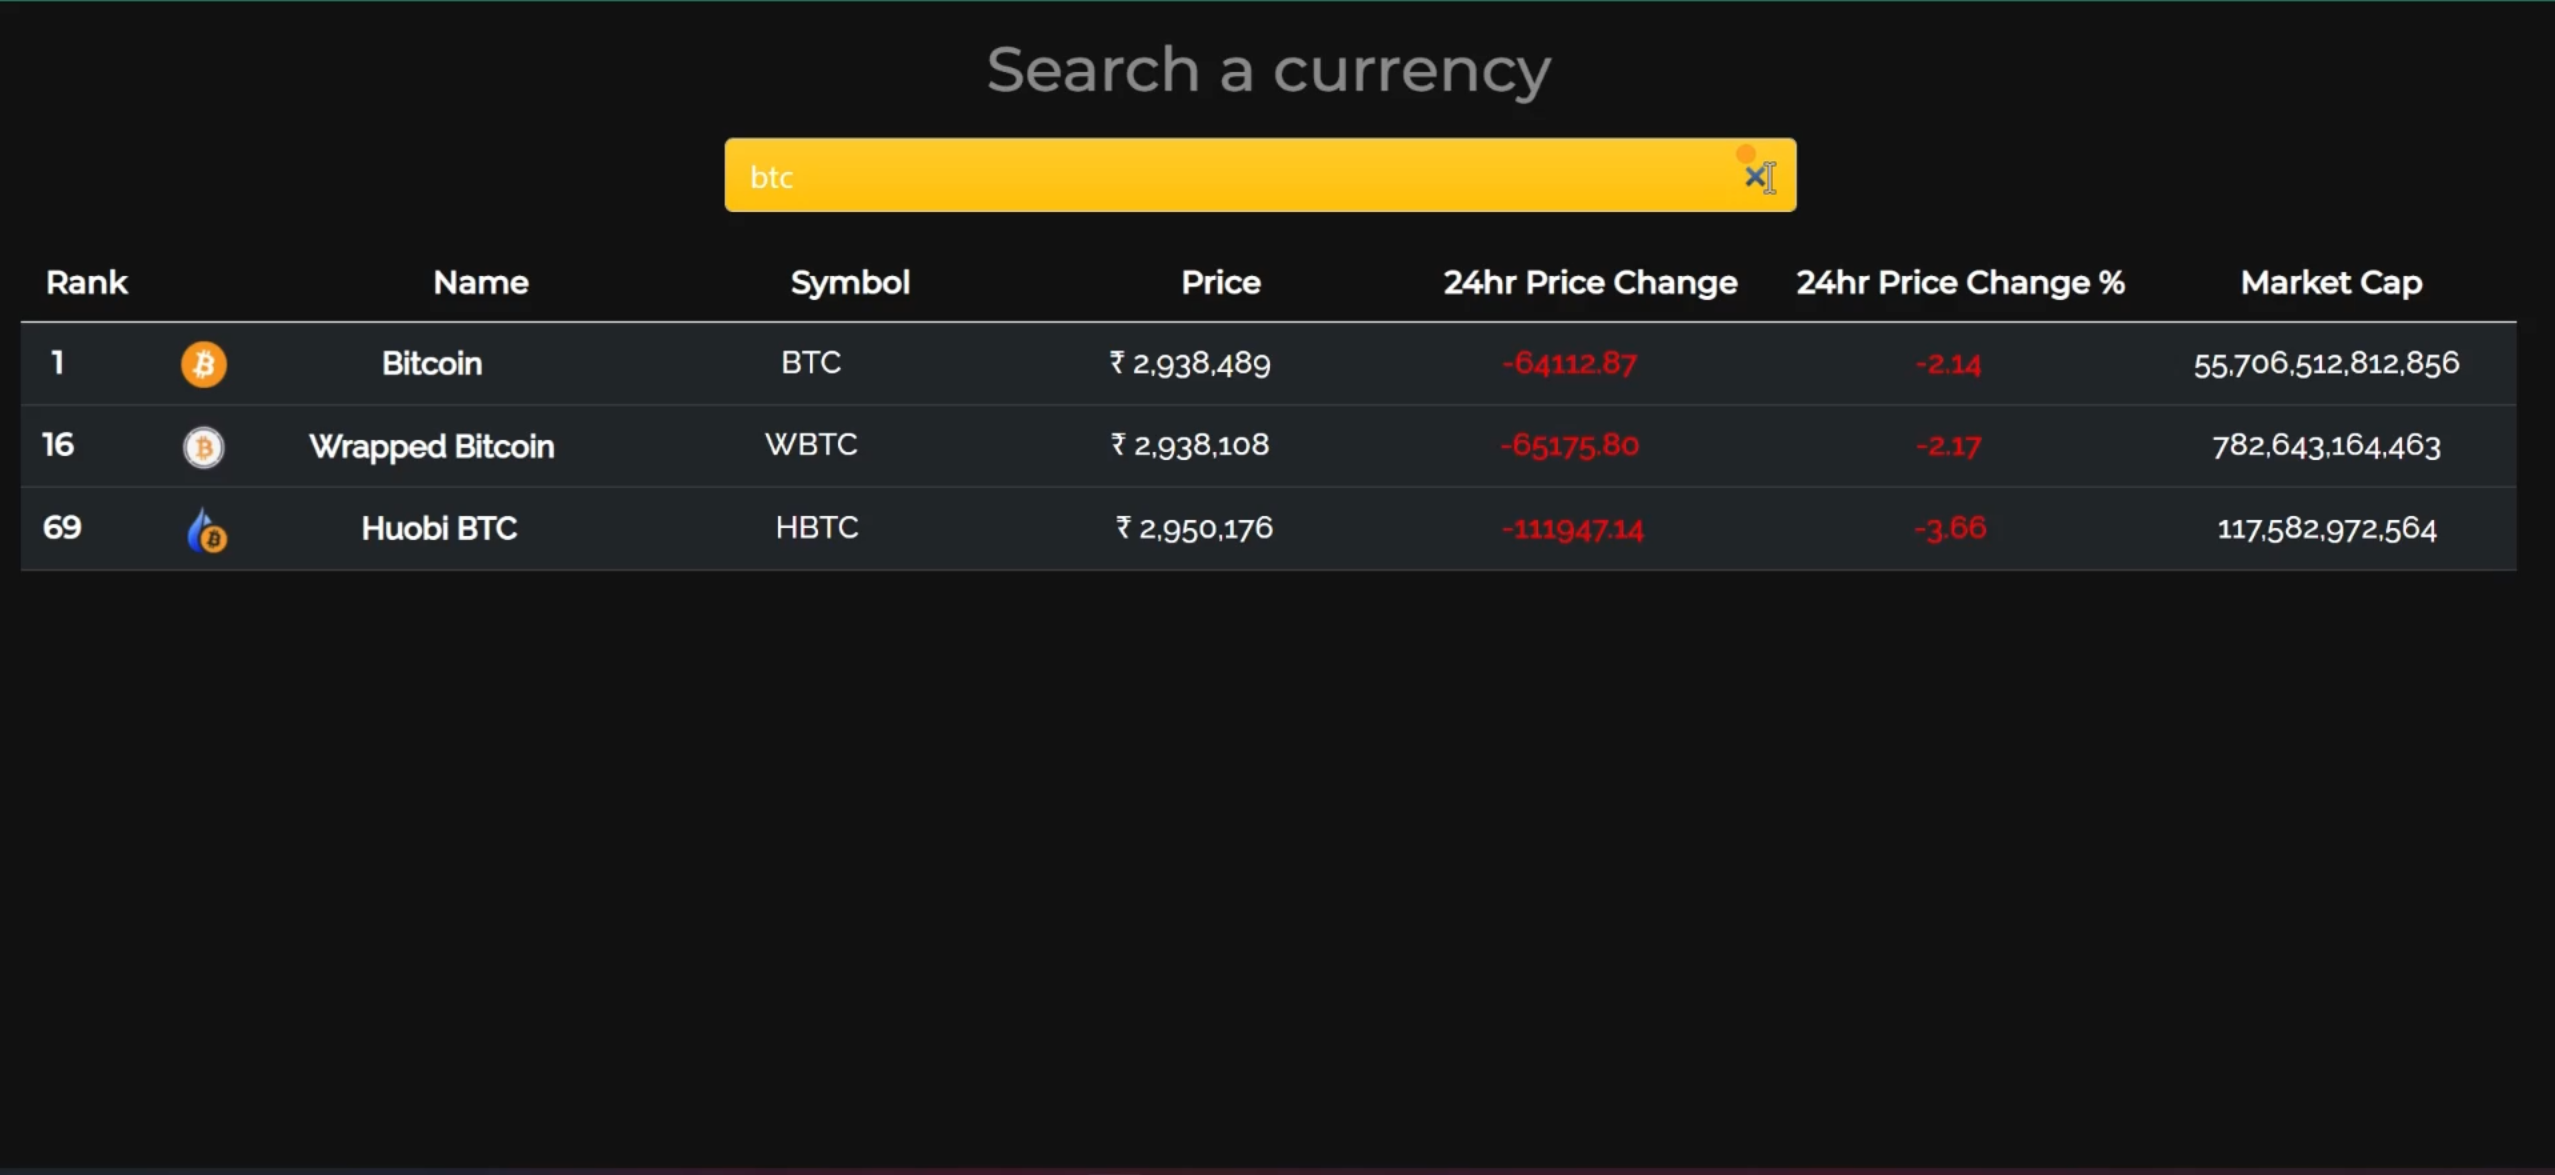 Search a currency
btc
Rank Name Symbol Price 24hr Price Change 24hr Price Change % Market Cap
1 Bitcoin BTC ₹ 2,938,489 -64112.87 -2.14 55,706,512,812,856
16 Wrapped Bitcoin WBTC ₹ 2,938,108 -65175.80 -2.17 782,643,164,463
69 Huobi BTC HBTC ₹ 2,950,176 -111947.14 -3.66 117,582,972,564